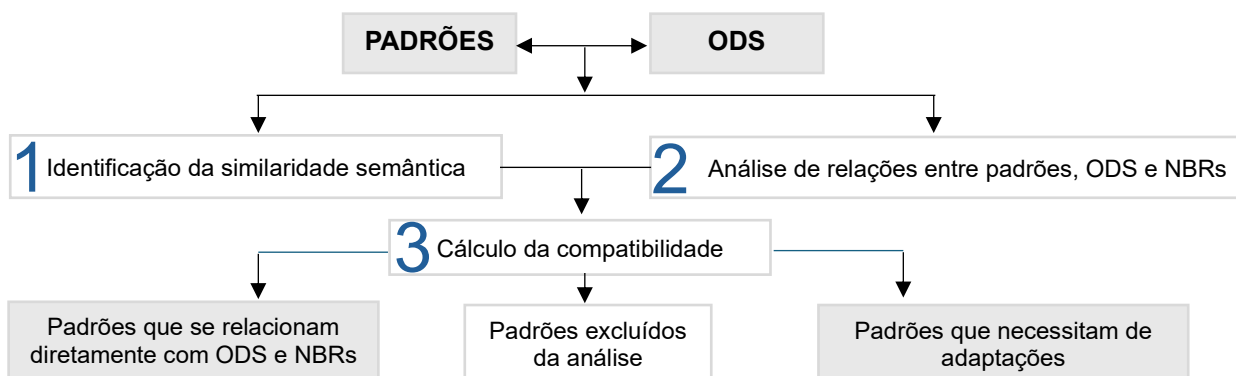 PADRÕES
ODS
1 Identificação da similaridade semântica
2 Análise de relações entre padrões, ODS e NBRs
3 Cálculo da compatibilidade
Padrões que se relacionam
diretamente com ODS e NBRs
Padrões excluídos
da análise
Padrões que necessitam de
adaptações